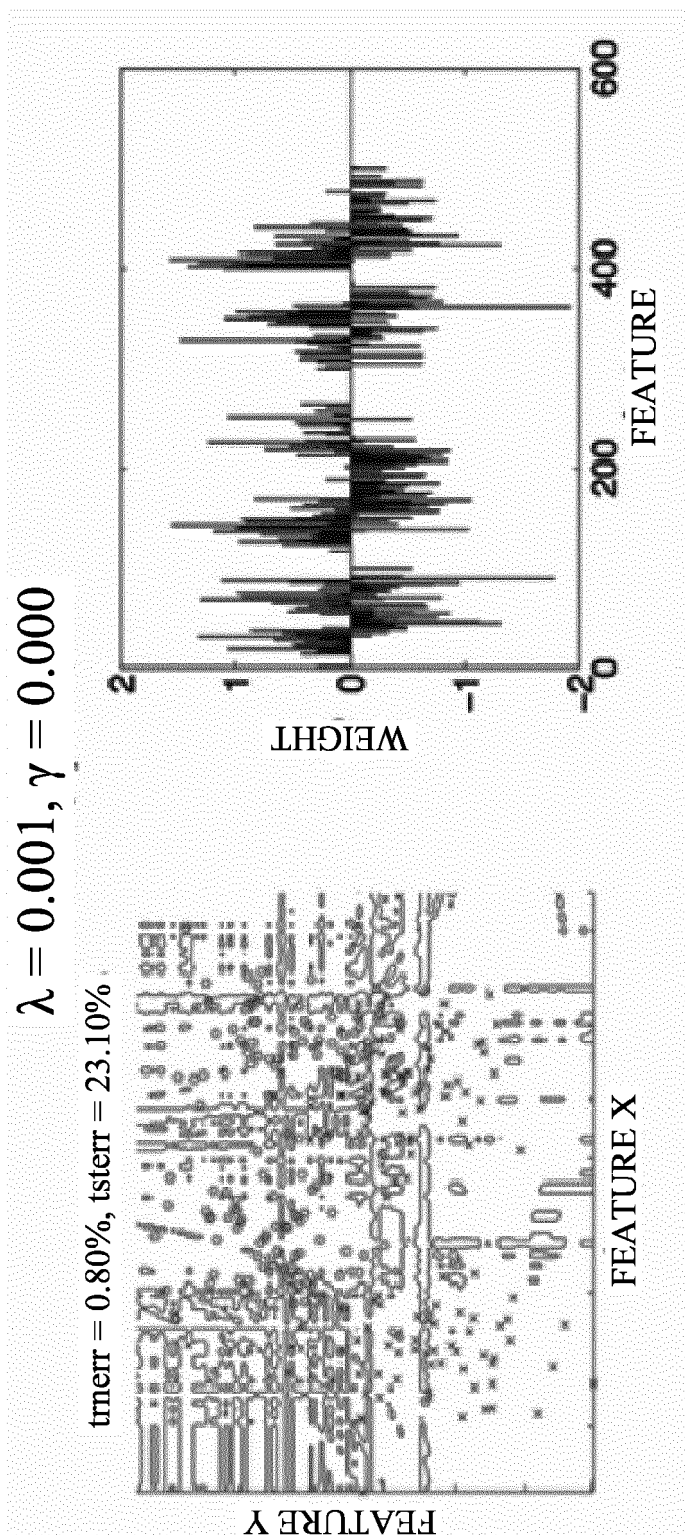 λ = 0.001, γ = 0.000
trnerr = 0.80%, tsterr = 23.10%
FEATURE Y
FEATURE X
WEIGHT
2
1
0
-1
-2
0
200
400
600
FEATURE